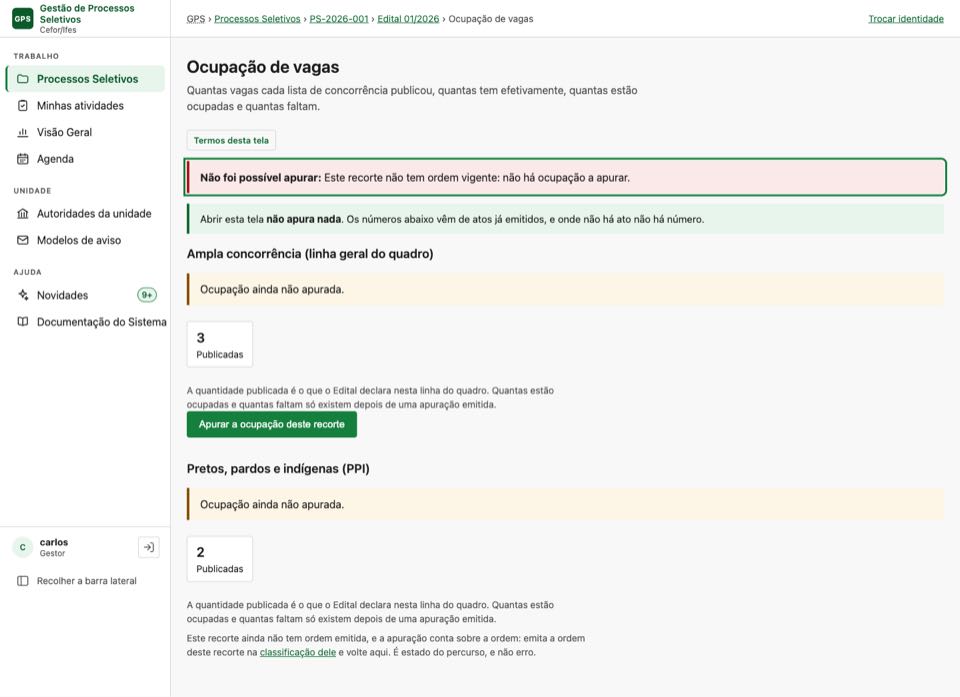 GPS
Gestão de Processos
Seletivos
Cefor/Ifes
TRABALHO
Processos Seletivos
Minhas atividades
Visão Geral
Agenda
UNIDADE
Autoridades da unidade
Modelos de aviso
AJUDA
Novidades
9+
Documentação do Sistema
C
carlos
Gestor
Recolher a barra lateral
GPS › Processos Seletivos › PS-2026-001 › Edital 01/2026 › Ocupação de vagas
Trocar identidade
Ocupação de vagas
Quantas vagas cada lista de concorrência publicou, quantas tem efetivamente, quantas estão
ocupadas e quantas faltam.
Termos desta tela
Não foi possível apurar: Este recorte não tem ordem vigente: não há ocupação a apurar.
Abrir esta tela não apura nada. Os números abaixo vêm de atos já emitidos, e onde não há ato não há número.
Ampla concorrência (linha geral do quadro)
Ocupação ainda não apurada.
3
Publicadas
A quantidade publicada é o que o Edital declara nesta linha do quadro. Quantas estão
ocupadas e quantas faltam só existem depois de uma apuração emitida.
Apurar a ocupação deste recorte
Pretos, pardos e indígenas (PPI)
Ocupação ainda não apurada.
2
Publicadas
A quantidade publicada é o que o Edital declara nesta linha do quadro. Quantas estão
ocupadas e quantas faltam só existem depois de uma apuração emitida.
Este recorte ainda não tem ordem emitida, e a apuração conta sobre a ordem: emita a ordem
deste recorte na classificação dele e volte aqui. É estado do percurso, e não erro.